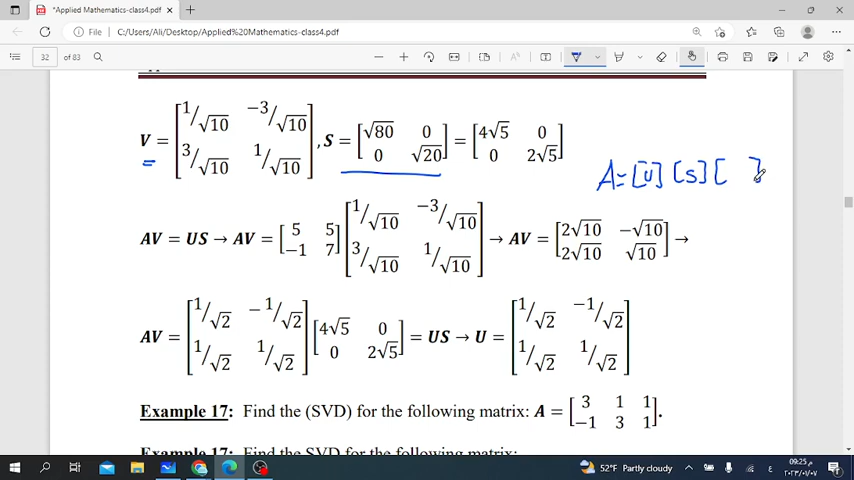 *Applied Mathematics-class4.pdf
File C:/Users/Ali/Desktop/Applied%20Mathematics-class4.pdf
32 of 83
V = [1/√10 −3/√10; 3/√10 1/√10], S = [√80 0; 0 √20] = [4√5 0; 0 2√5]
A=[U][S][ ]
AV = US → AV = [5 5; −1 7][1/√10 −3/√10; 3/√10 1/√10] → AV = [2√10 −√10; 2√10 √10] →
AV = [1/√2 −1/√2; 1/√2 1/√2][4√5 0; 0 2√5] = US → U = [1/√2 −1/√2; 1/√2 1/√2]
Example 17: Find the (SVD) for the following matrix: A = [3 1 1; −1 3 1].
52°F Partly cloudy
09:25 م
٢٠٢٣/٠١/٠٧